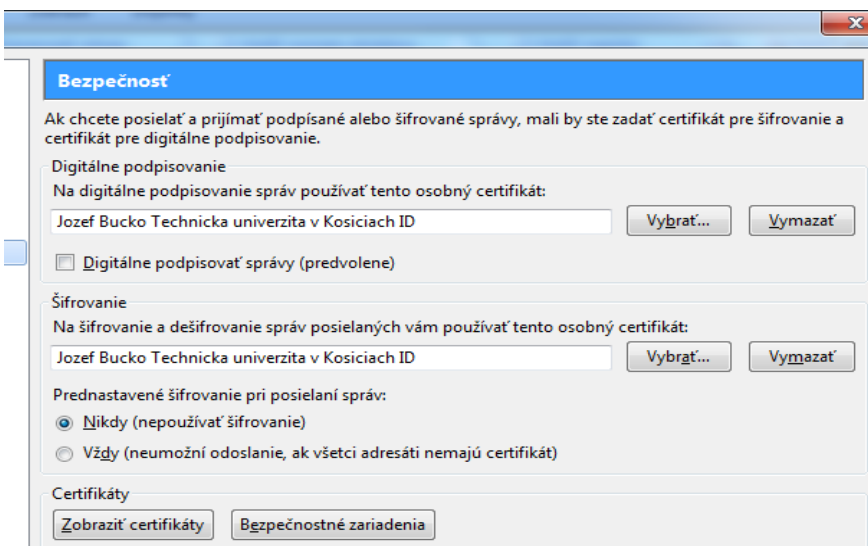 Bezpečnosť
Ak chcete posielať a prijímať podpísané alebo šifrované správy, mali by ste zadať certifikát pre šifrovanie a
certifikát pre digitálne podpisovanie.
Digitálne podpisovanie
Na digitálne podpisovanie správ používať tento osobný certifikát:
Jozef Bucko Technicka univerzita v Kosiciach ID Vybrať... Vymazať
Digitálne podpisovať správy (predvolene)
Šifrovanie
Na šifrovanie a dešifrovanie správ posielaných vám používať tento osobný certifikát:
Jozef Bucko Technicka univerzita v Kosiciach ID Vybrať... Vymazať
Prednastavené šifrovanie pri posielaní správ:
Nikdy (nepoužívať šifrovanie)
Vždy (neumožní odoslanie, ak všetci adresáti nemajú certifikát)
Certifikáty
Zobraziť certifikáty Bezpečnostné zariadenia